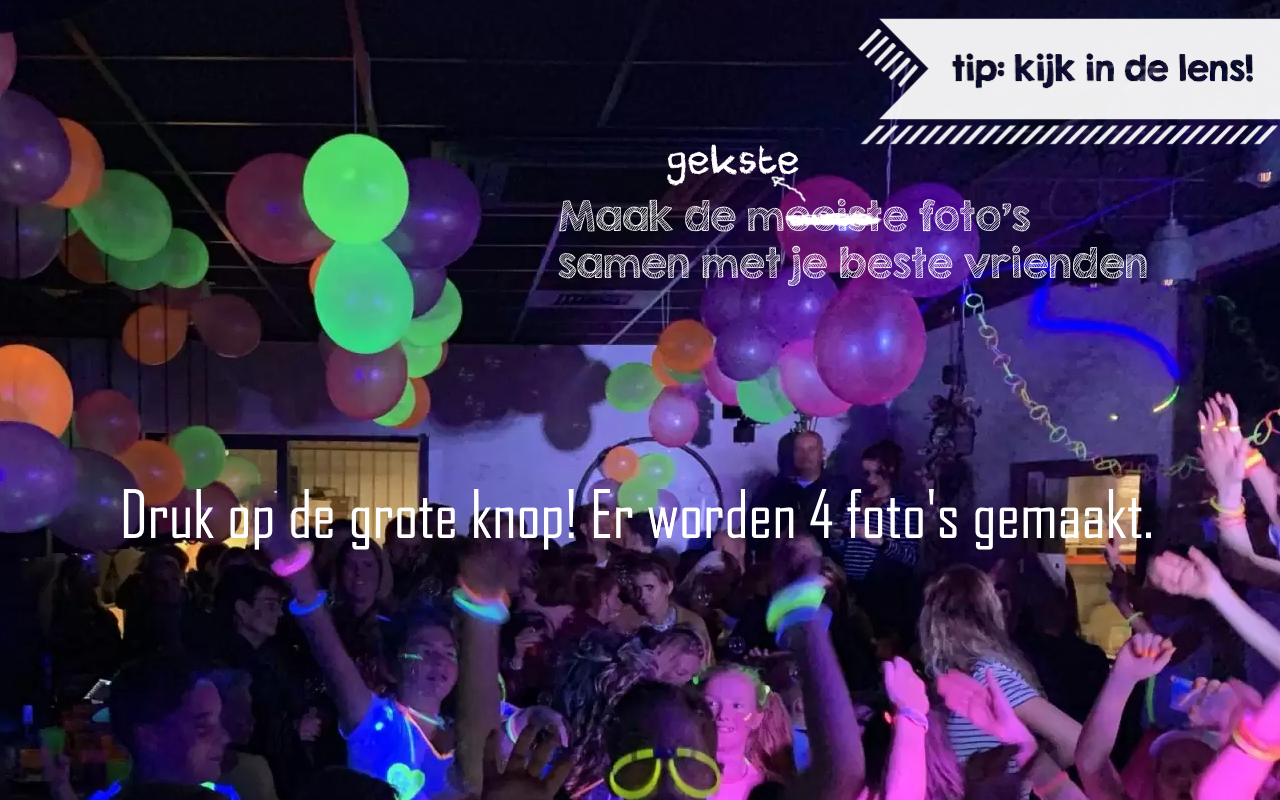 tip: kijk in de lens!
gekste
Maak de mooiste foto's
samen met je beste vrienden
Druk op de grote knop! Er worden 4 foto's gemaakt.